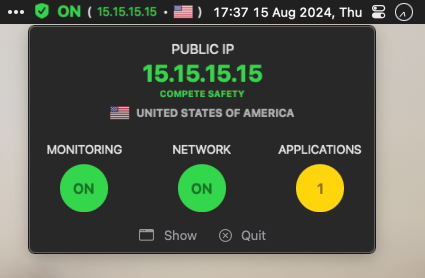 ••• ON ( 15.15.15.15 • ) 17:37 15 Aug 2024, Thu
PUBLIC IP
15.15.15.15
COMPETE SAFETY
UNITED STATES OF AMERICA
MONITORING NETWORK APPLICATIONS
ON ON 1
Show Quit